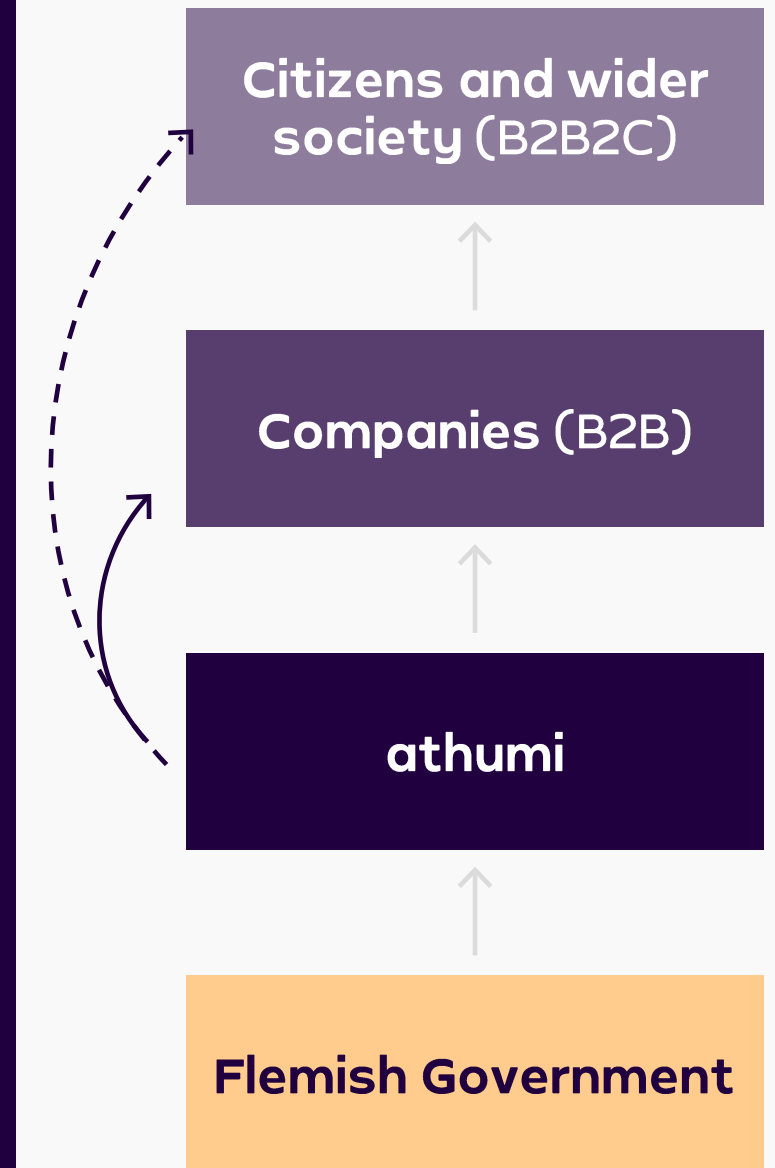 Citizens and wider
society (B2B2C)
Companies (B2B)
athumi
Flemish Government